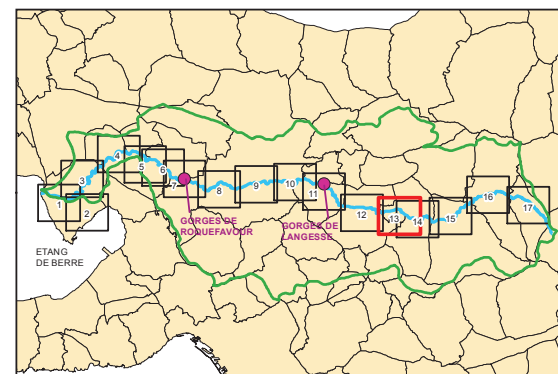 4
5
6
3
7
8
9
10
11
16
17
1
2
12
13
14
15
GORGES DE
ROQUEFAVOUR
GORGES DE
LANGESSE
ETANG
DE BERRE